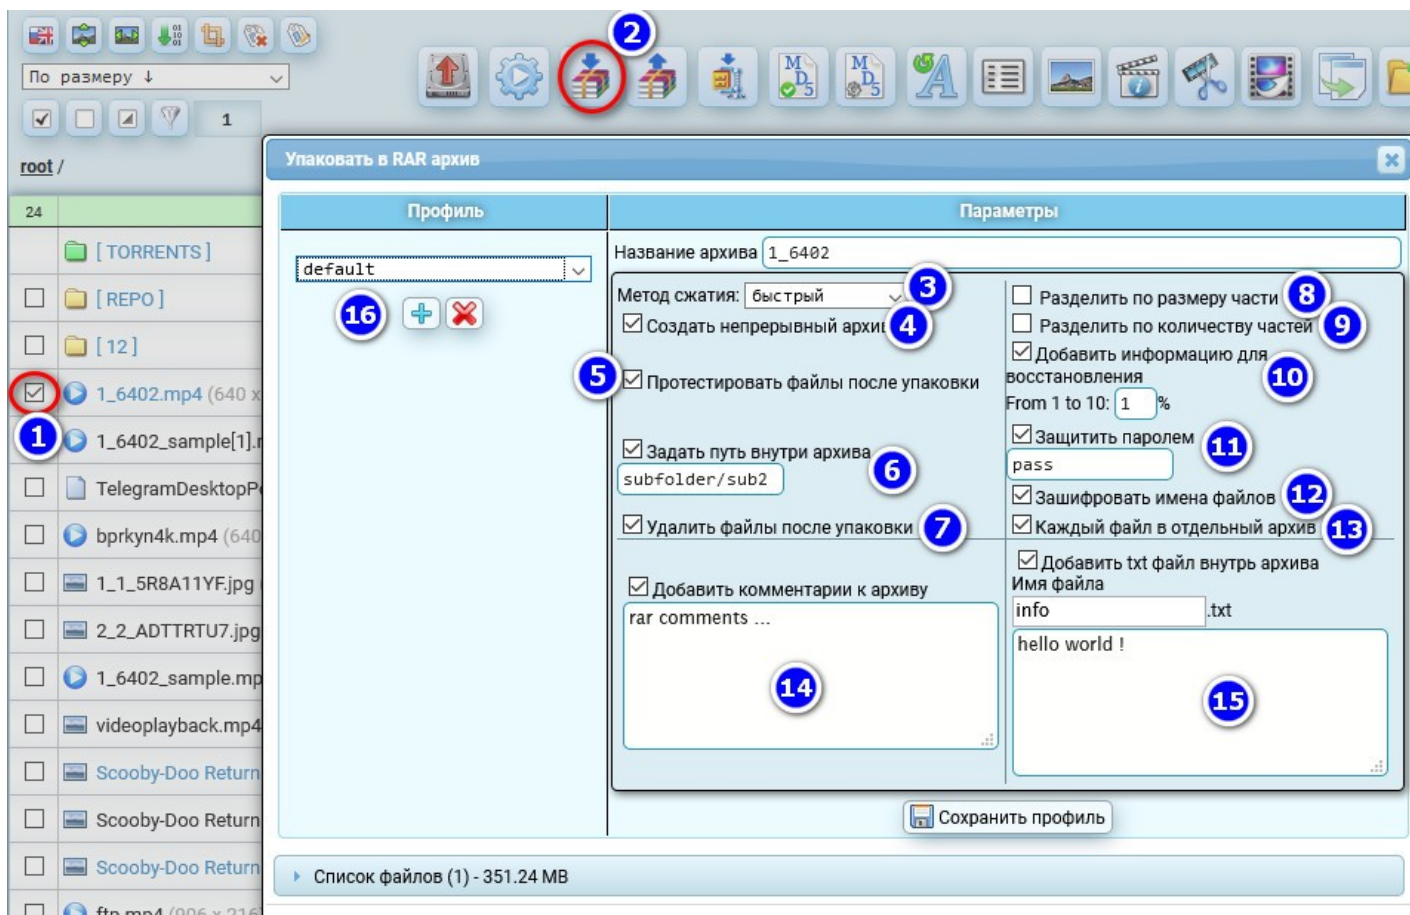 2
По размеру ↓
1
root /
Упаковать в RAR архив
24
Профиль
Параметры
[ TORRENTS ]
[ REPO ]
[ 12 ]
1_6402.mp4 (640 x
1
1_6402_sample[1].
TelegramDesktopP
bprkyn4k.mp4 (640
1_1_5R8A11YF.jpg
2_2_ADTTRTU7.jpg
1_6402_sample.mp
videoplayback.mp4
Scooby-Doo Return
Scooby-Doo Return
Scooby-Doo Return
ftp.mp4 (906 x 216
default
16
Название архива 1_6402
Метод сжатия: быстрый 3
Создать непрерывный архив 4
5 Протестировать файлы после упаковки
Задать путь внутри архива
subfolder/sub2 6
Удалить файлы после упаковки 7
Разделить по размеру части 8
Разделить по количеству частей 9
Добавить информацию для
восстановления 10
From 1 to 10: 1 %
Защитить паролем 11
pass
Зашифровать имена файлов 12
Каждый файл в отдельный архив 13
Добавить комментарии к архиву
rar comments ...
14
Добавить txt файл внутрь архива
Имя файла
info .txt
hello world !
15
Сохранить профиль
Список файлов (1) - 351.24 MB